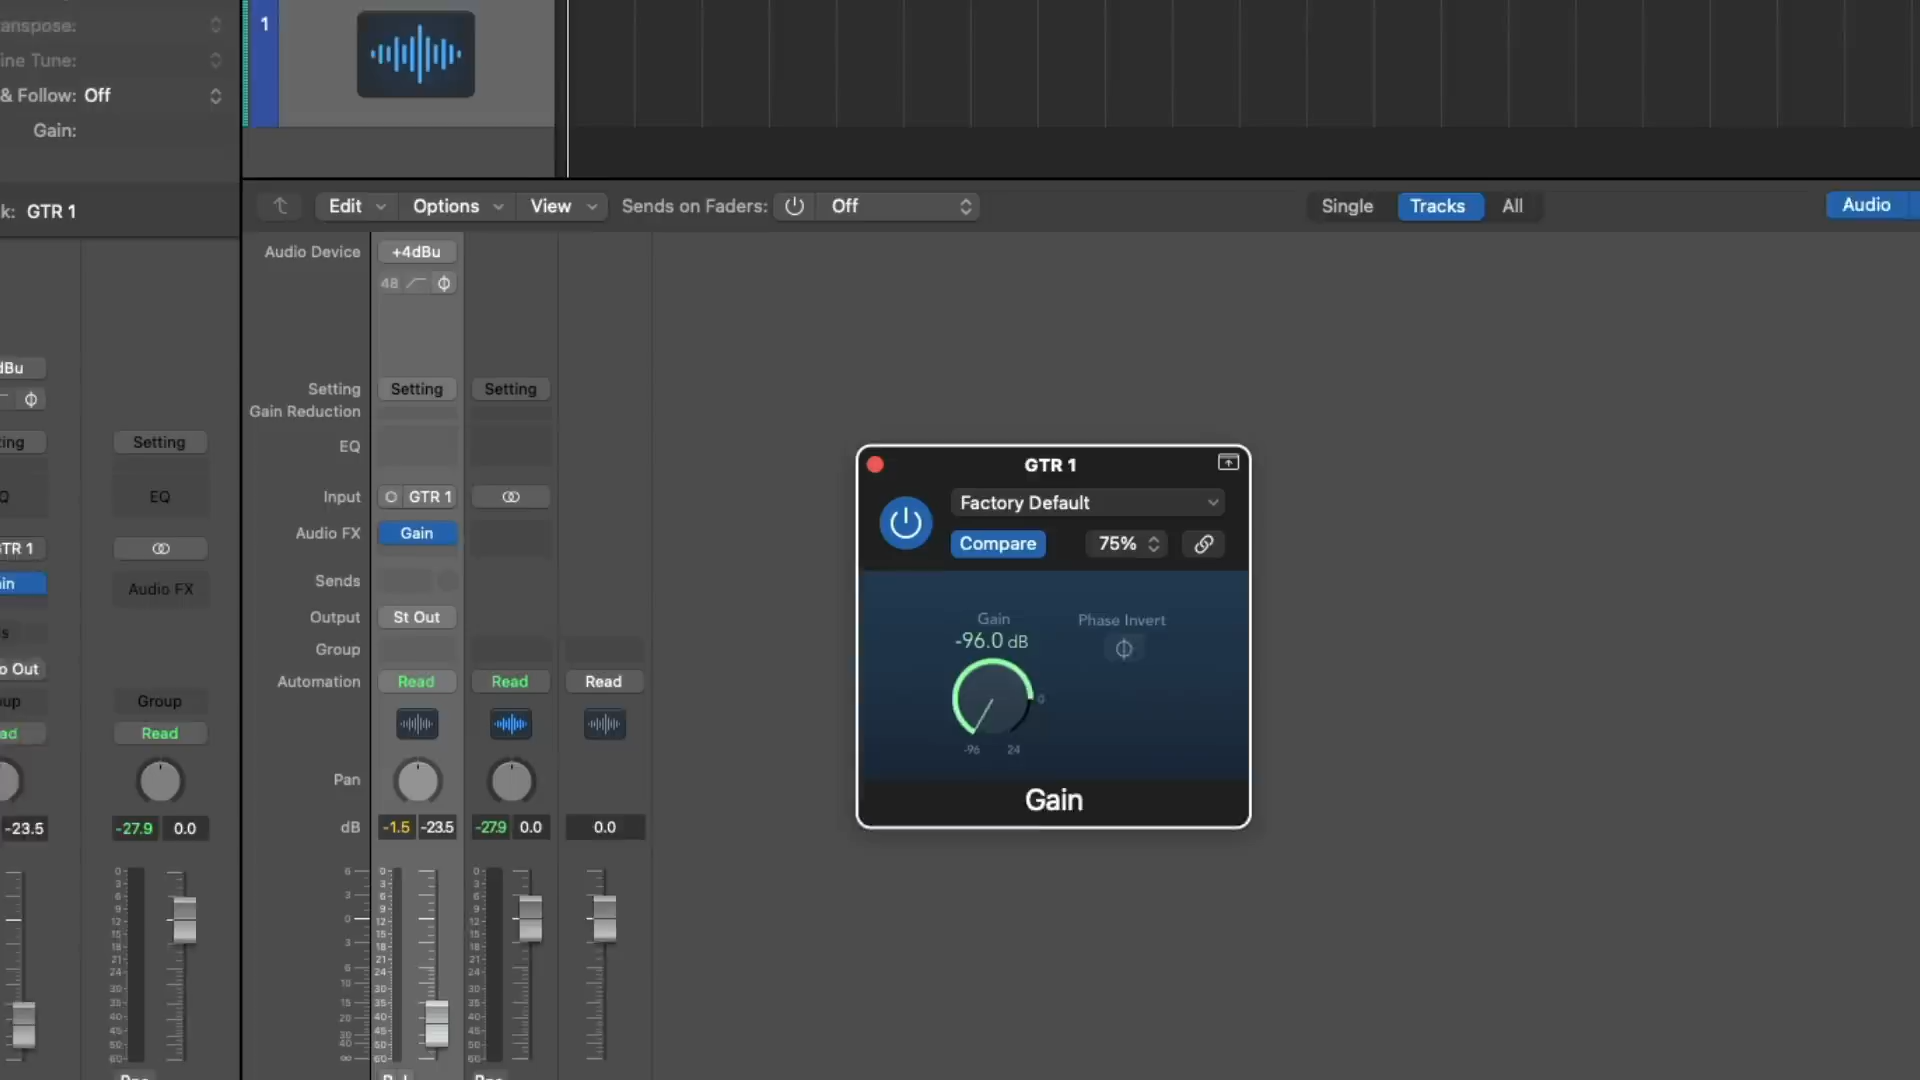 anspose:
ine Tune:
& Follow: Off
Gain:
k: GTR 1
1
Edit Options View Sends on Faders: Off Single Tracks All Audio
Audio Device +4dBu
48
dBu
Setting Setting Setting
Gain Reduction
EQ
Input GTR 1
Audio FX Gain
Sends
Output St Out
Group
Automation Read Read Read
Pan
dB -1.5 -23.5 -27.9 0.0 0.0
ing Setting
Q EQ
TR 1
in Audio FX
s
o Out
up Group
ad Read
-23.5 -27.9 0.0
GTR 1
Factory Default
Compare 75%
Gain Phase Invert
-96.0 dB
0
-96 24
Gain